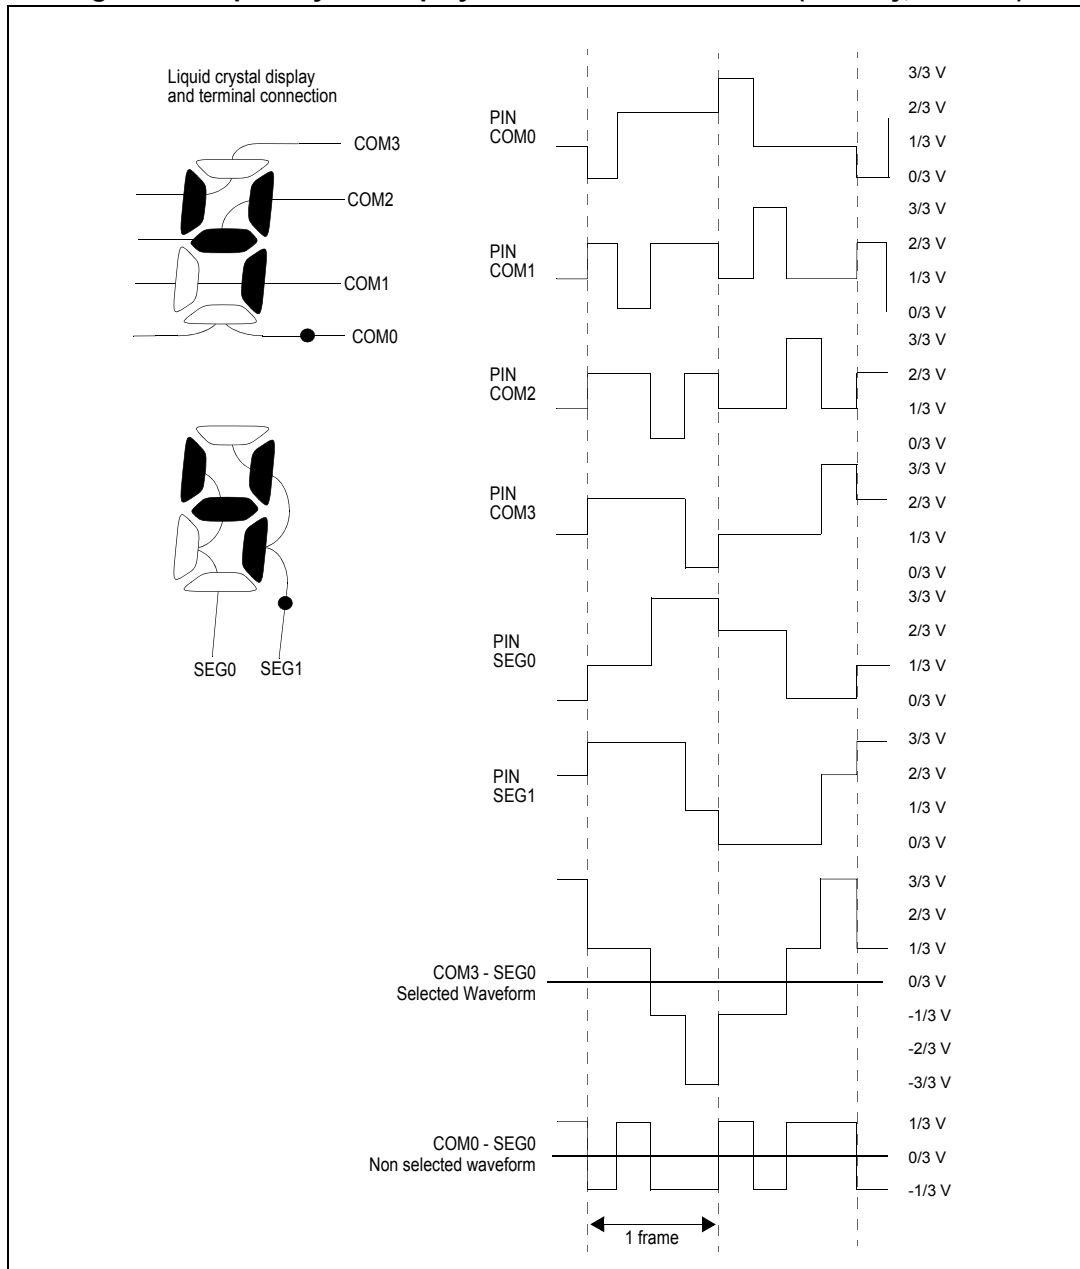 Liquid crystal display
and terminal connection
COM3
COM2
COM1
COM0
SEG0 SEG1
PIN
COM0
3/3 V
2/3 V
1/3 V
0/3 V
PIN
COM1
3/3 V
2/3 V
1/3 V
0/3 V
PIN
COM2
3/3 V
2/3 V
1/3 V
0/3 V
PIN
COM3
3/3 V
2/3 V
1/3 V
0/3 V
PIN
SEG0
3/3 V
2/3 V
1/3 V
0/3 V
PIN
SEG1
3/3 V
2/3 V
1/3 V
0/3 V
COM3 - SEG0
Selected Waveform
3/3 V
2/3 V
1/3 V
0/3 V
-1/3 V
-2/3 V
-3/3 V
COM0 - SEG0
Non selected waveform
1/3 V
0/3 V
-1/3 V
1 frame